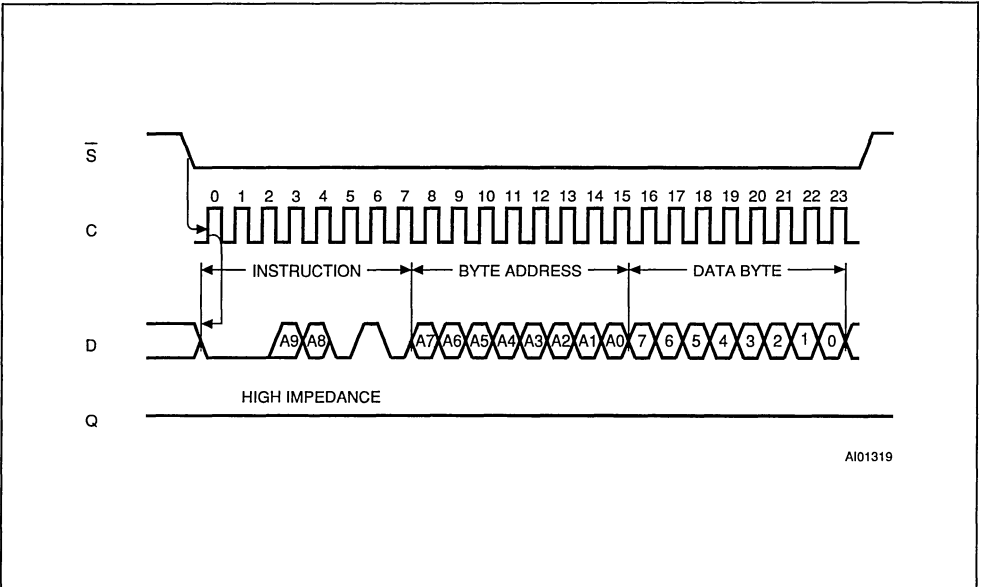 S
0 1 2 3 4 5 6 7 8 9 10 11 12 13 14 15 16 17 18 19 20 21 22 23
C
INSTRUCTION BYTE ADDRESS DATA BYTE
D A9 A8 A7 A6 A5 A4 A3 A2 A1 A0 7 6 5 4 3 2 1 0
HIGH IMPEDANCE
Q
AI01319